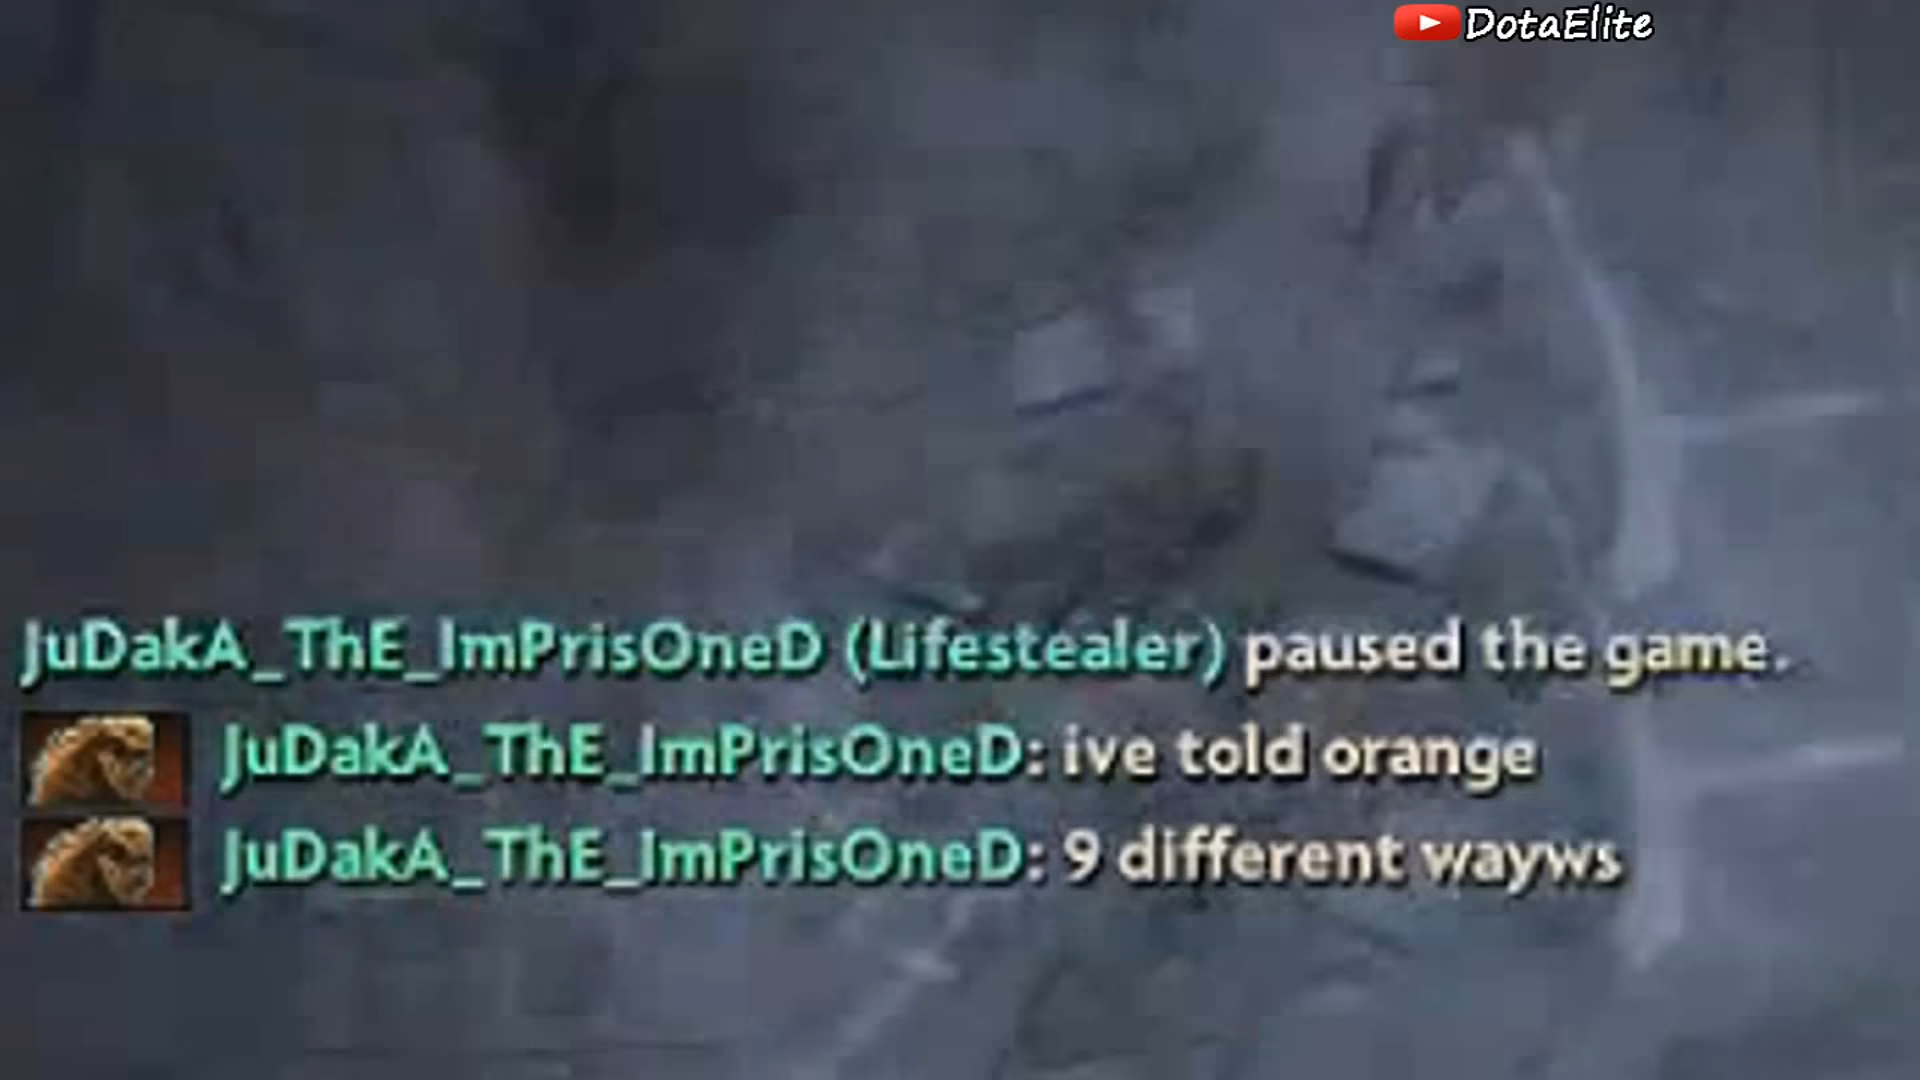 DotaElite
JuDakA_ThE_ImPrisOneD (Lifestealer) paused the game.
JuDakA_ThE_ImPrisOneD: ive told orange
JuDakA_ThE_ImPrisOneD: 9 different wayws